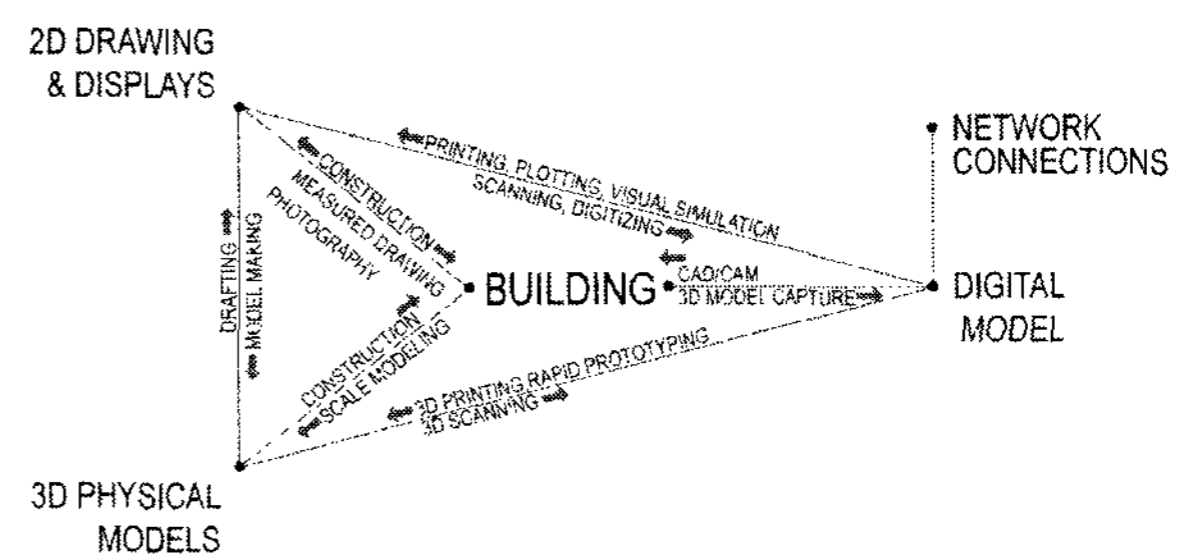 2D DRAWING
& DISPLAYS
NETWORK
CONNECTIONS
PRINTING, PLOTTING, VISUAL SIMULATION
SCANNING, DIGITIZING
CONSTRUCTION
MEASURED DRAWING
PHOTOGRAPHY
DRAFTING
MODEL MAKING
BUILDING
CAD/CAM
3D MODEL CAPTURE
DIGITAL
MODEL
CONSTRUCTION
SCALE MODELING
3D PRINTING, RAPID PROTOTYPING
3D SCANNING
3D PHYSICAL
MODELS